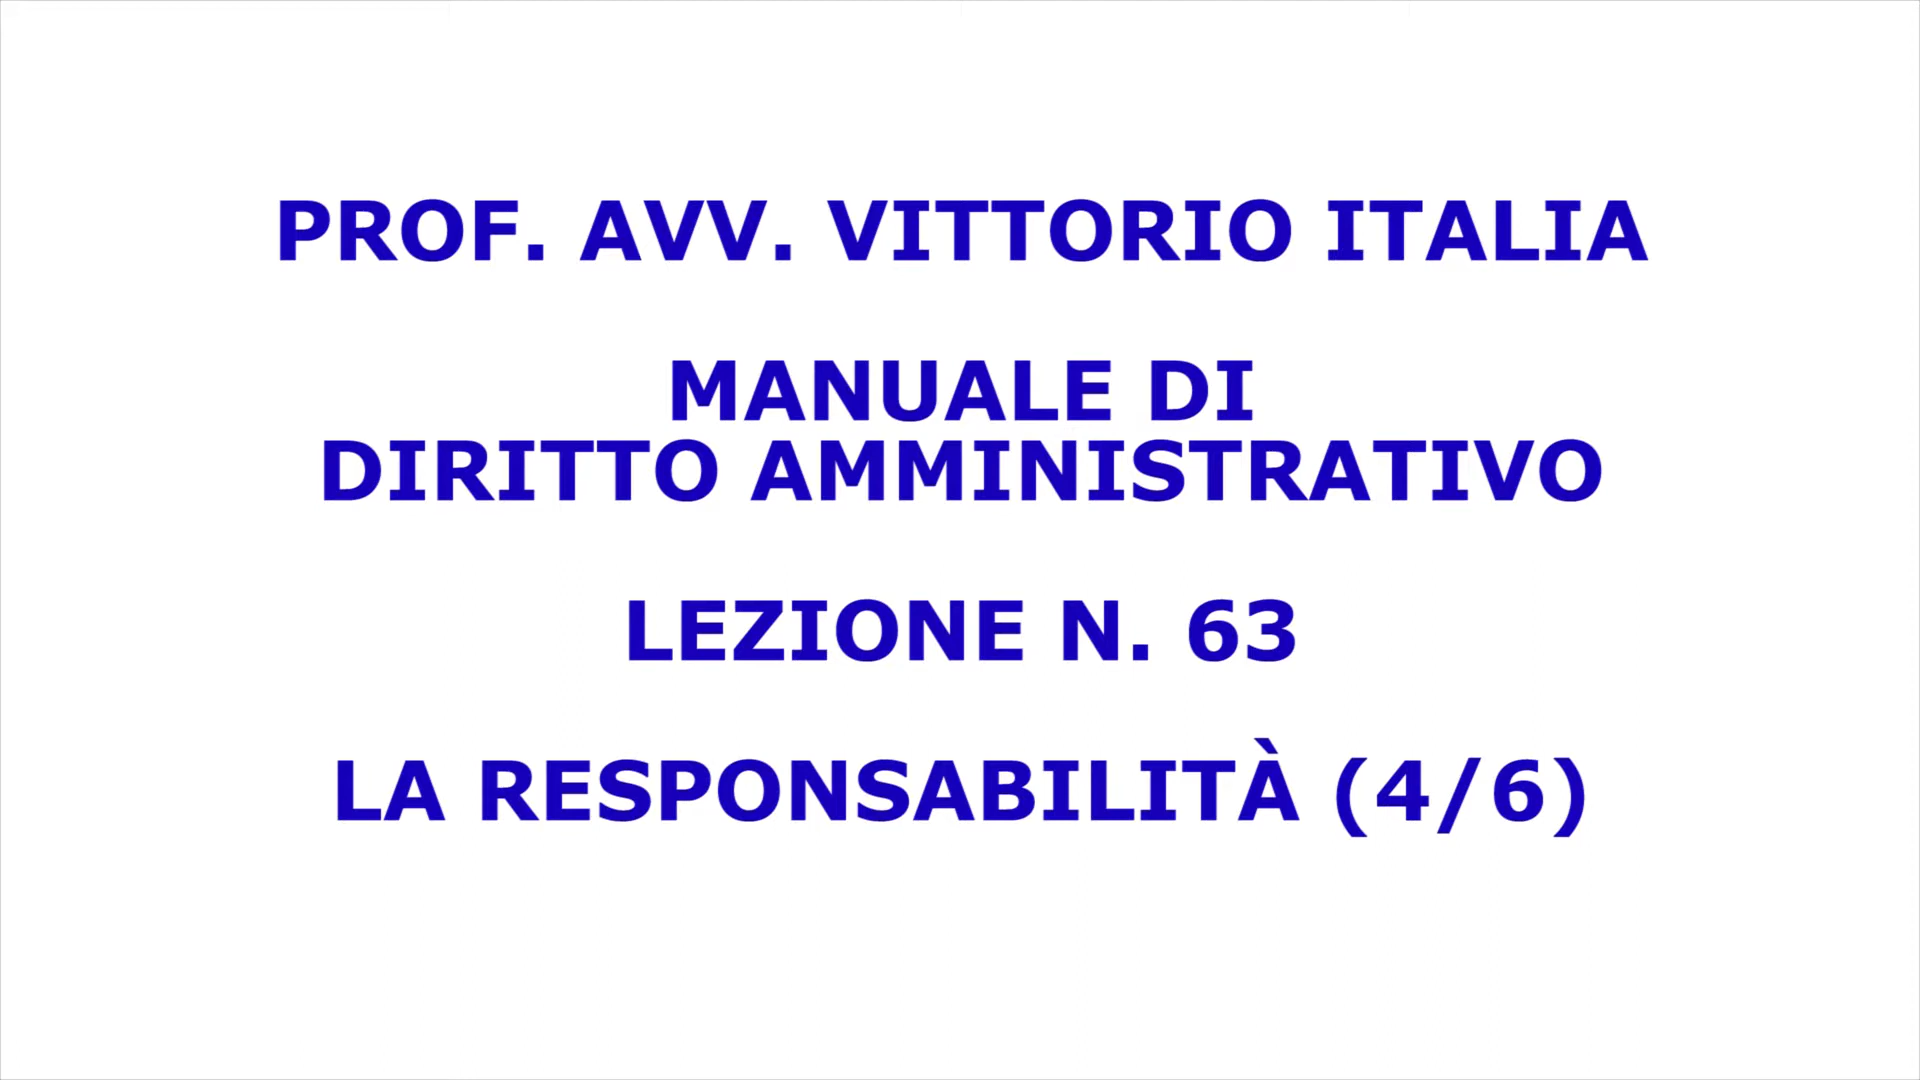 PROF. AVV. VITTORIO ITALIA
MANUALE DI
DIRITTO AMMINISTRATIVO
LEZIONE N. 63
LA RESPONSABILITÀ (4/6)